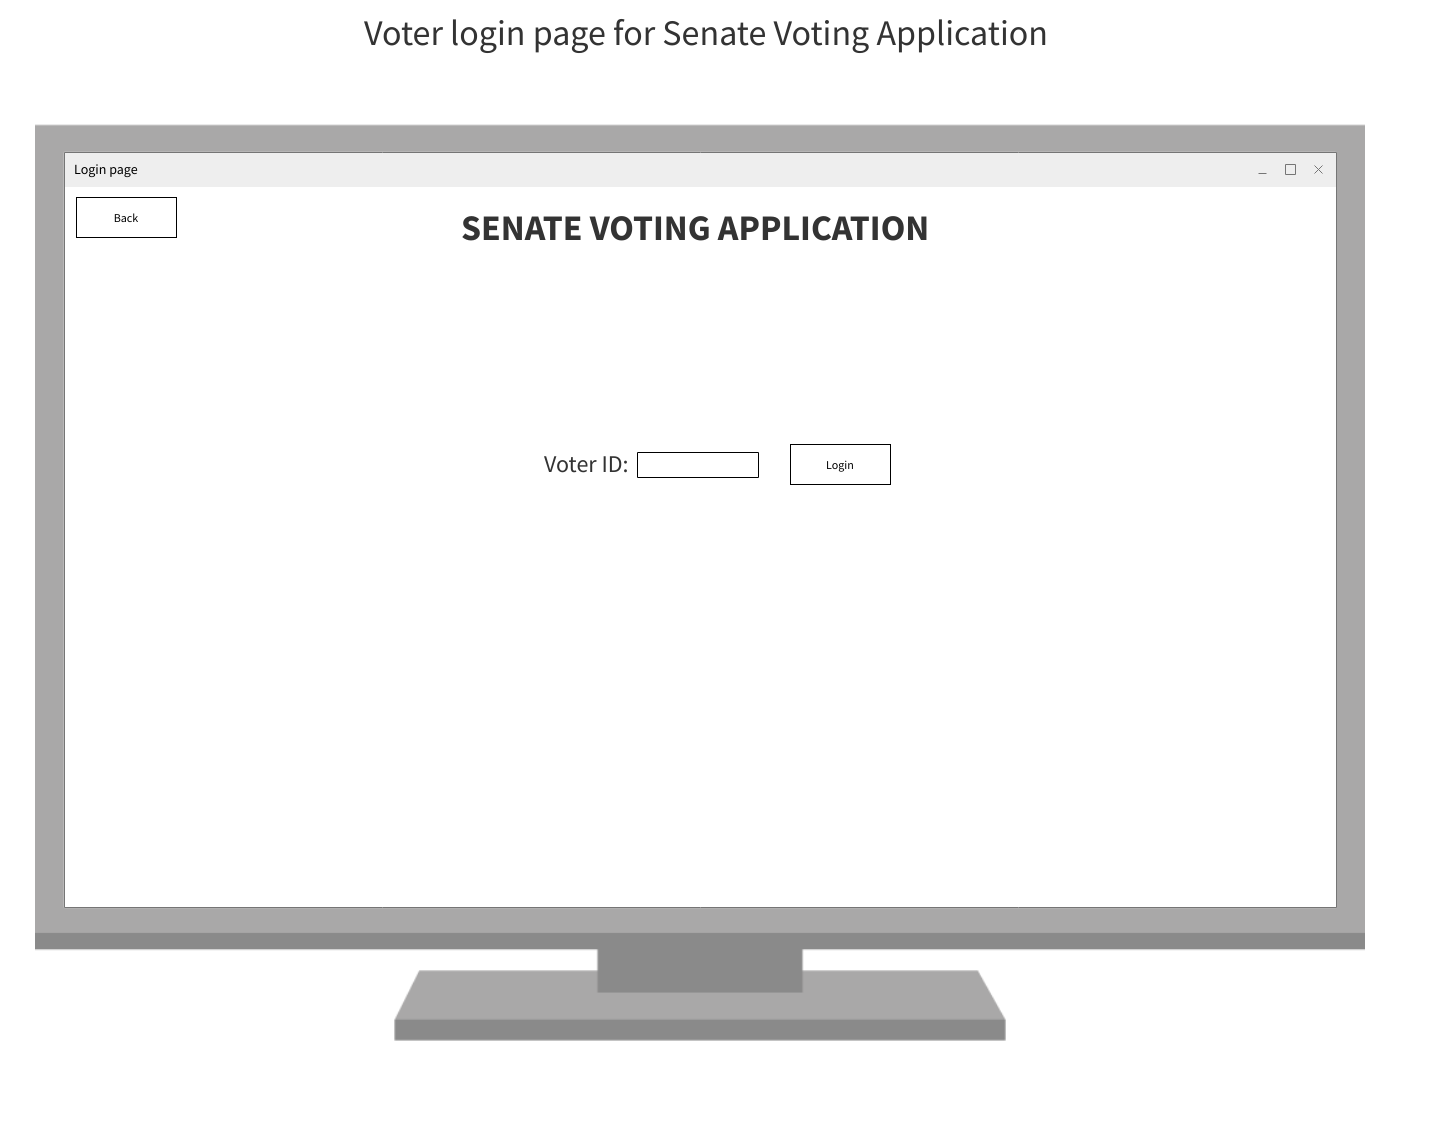 Voter login page for Senate Voting Application
Login page
Back
SENATE VOTING APPLICATION
Voter ID:
Login